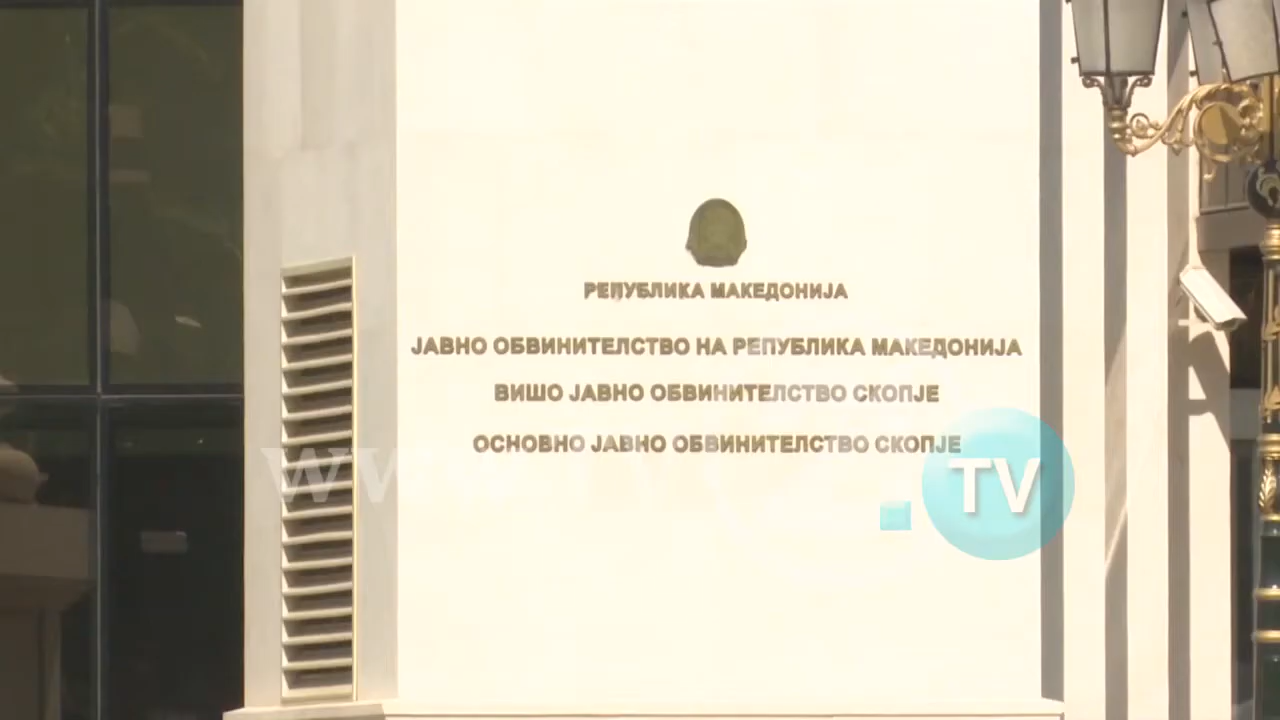 РЕПУБЛИКА МАКЕДОНИЈА
ЈАВНО ОБВИНИТЕЛСТВО НА РЕПУБЛИКА МАКЕДОНИЈА
ВИШО ЈАВНО ОБВИНИТЕЛСТВО СКОПЈЕ
ОСНОВНО ЈАВНО ОБВИНИТЕЛСТВО СКОПЈЕ
TV